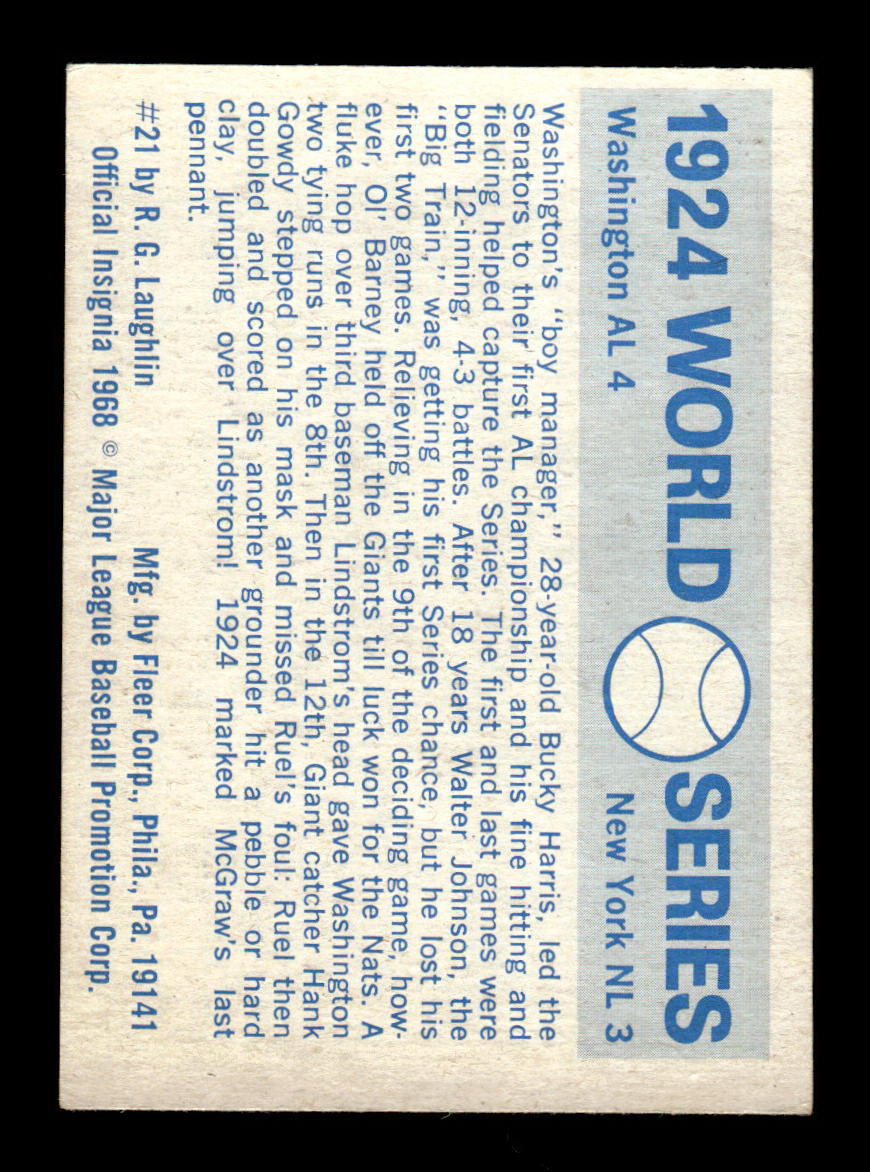 1924 WORLD SERIES
Washington AL 4 New York NL 3
Washington's "boy manager," 28-year-old Bucky Harris, led the
Senators to their first AL championship and his fine hitting and
fielding helped capture the Series. The first and last games were
both 12-inning, 4-3 battles. After 18 years Walter Johnson, the
"Big Train," was getting his first Series chance, but he lost his
first two games. Relieving in the 9th of the deciding game, how-
ever, Ol' Barney held off the Giants till luck won for the Nats. A
fluke hop over third baseman Lindstrom's head gave Washington
two tying runs in the 8th. Then in the 12th, Giant catcher Hank
Gowdy stepped on his mask and missed Ruel's foul: Ruel then
doubled and scored as another grounder hit a pebble or hard
clay, jumping over Lindstrom! 1924 marked McGraw's last
pennant.
#21 by R. G. Laughlin Mfg. by Fleer Corp., Phila., Pa. 19141
Official Insignia 1968 © Major League Baseball Promotion Corp.